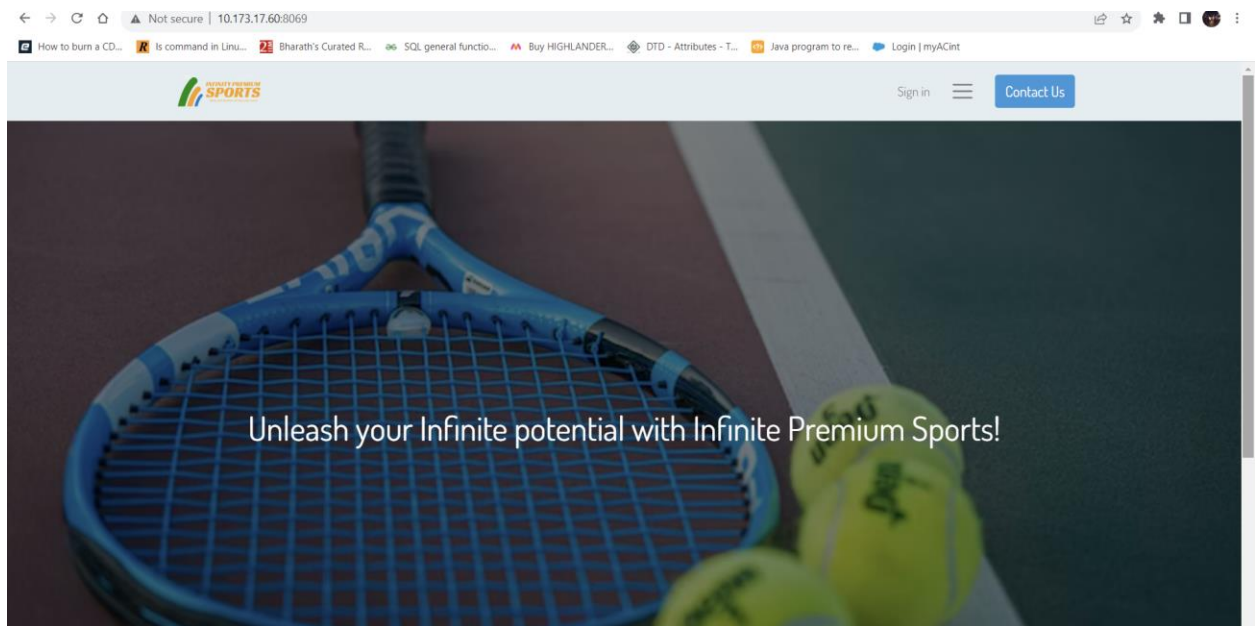 Not secure | 10.173.17.60:8069
How to burn a CD... ls command in Linu... Bharath's Curated R... SQL general functio... Buy HIGHLANDER... DTD - Attributes - T... Java program to re... Login | myACint
INFINITY PREMIUM
SPORTS
Sign in Contact Us
Unleash your Infinite potential with Infinite Premium Sports!